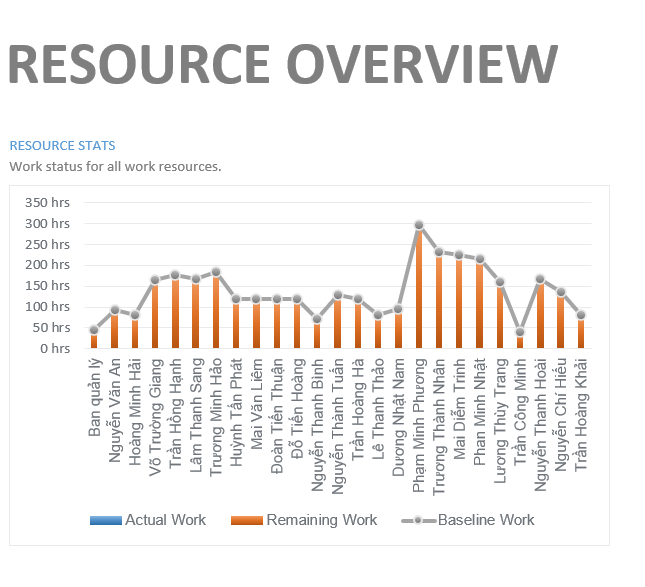 RESOURCE OVERVIEW
RESOURCE STATS
Work status for all work resources.
350 hrs
300 hrs
250 hrs
200 hrs
150 hrs
100 hrs
50 hrs
0 hrs
Ban quản lý
Nguyễn Văn An
Hoàng Minh Hải
Võ Trường Giang
Trần Hồng Hạnh
Lâm Thanh Sang
Trương Minh Hảo
Huỳnh Tấn Phát
Mai Văn Liêm
Đoàn Tiến Thuận
Đỗ Tiến Hoàng
Nguyễn Thanh Bình
Nguyễn Thành Tuấn
Trần Hoàng Hà
Lê Thanh Thảo
Dương Nhật Nam
Phạm Minh Phương
Trương Thành Nhân
Mai Diễm Trinh
Phan Minh Nhật
Lương Thùy Trang
Trần Công Minh
Nguyễn Thanh Hoài
Nguyễn Chí Hiếu
Trần Hoàng Khải
Actual Work
Remaining Work
Baseline Work